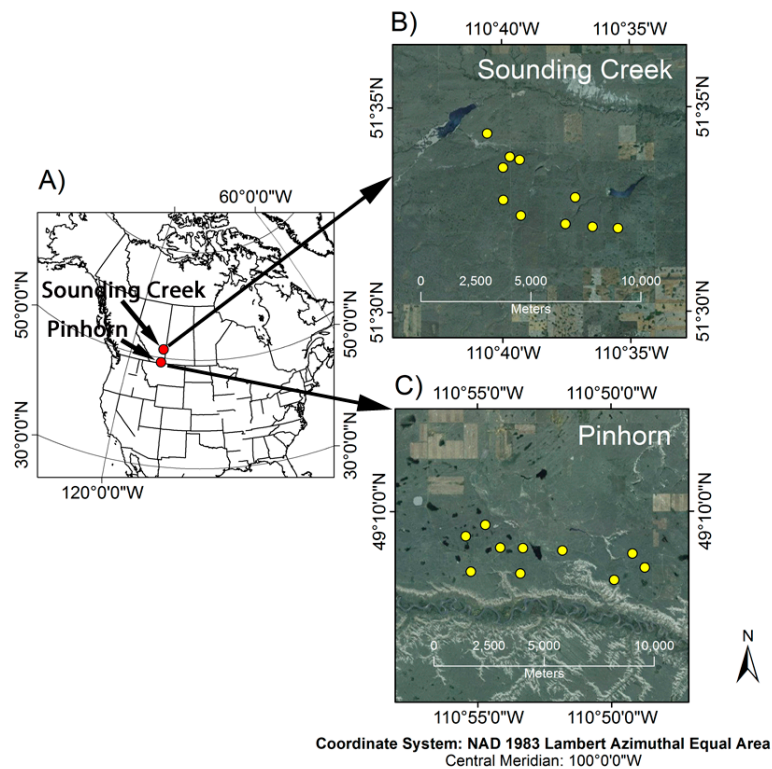 A)
60°0'0"W
50°0'0"N
50°0'0"N
Sounding Creek
Pinhorn
30°0'0"N
30°0'0"N
120°0'0"W
B)
110°40'W
110°35'W
Sounding Creek
51°35'N
51°35'N
0 2,500 5,000 10,000
Meters
51°30'N
51°30'N
110°40'W
110°35'W
C)
110°55'0"W
110°50'0"W
Pinhorn
49°10'0"N
49°10'0"N
0 2,500 5,000 10,000
Meters
110°55'0"W
110°50'0"W
N
Coordinate System: NAD 1983 Lambert Azimuthal Equal Area
Central Meridian: 100°0'0"W